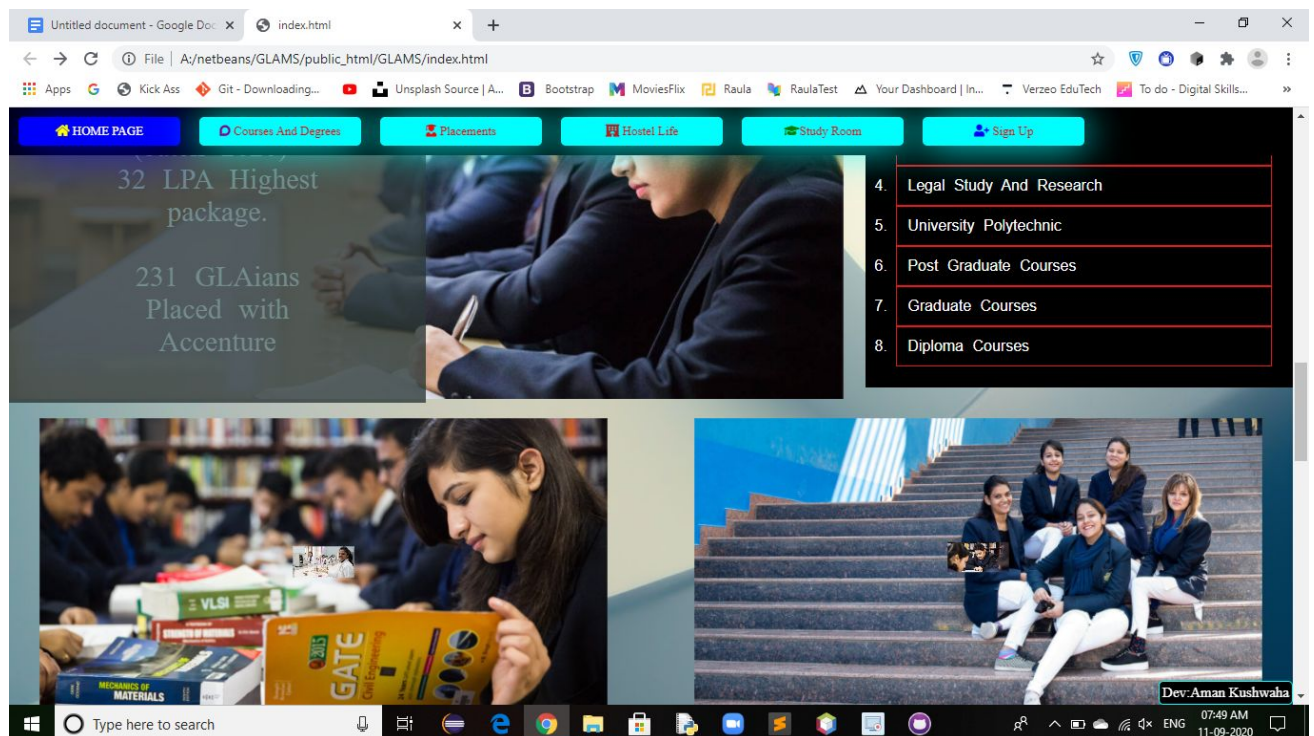 Untitled document - Google Doc
index.html
File | A:/netbeans/GLAMS/public_html/GLAMS/index.html
Apps
Kick Ass
Git - Downloading...
Unsplash Source | A...
Bootstrap
MoviesFlix
Raula
RaulaTest
Your Dashboard | In...
Verzeo EduTech
To do - Digital Skills...
»
HOME PAGE
Courses And Degrees
Placements
Hostel Life
Study Room
Sign Up
32 LPA Highest
package.
231 GLAians
Placed with
Accenture
4. Legal Study And Research
5. University Polytechnic
6. Post Graduate Courses
7. Graduate Courses
8. Diploma Courses
VLSI
STRENGTH OF MATERIALS
MECHANICS OF
MATERIALS
2015
GATE
Civil Engineering
Dev:Aman Kushwaha
Type here to search
ENG
07:49 AM
11-09-2020